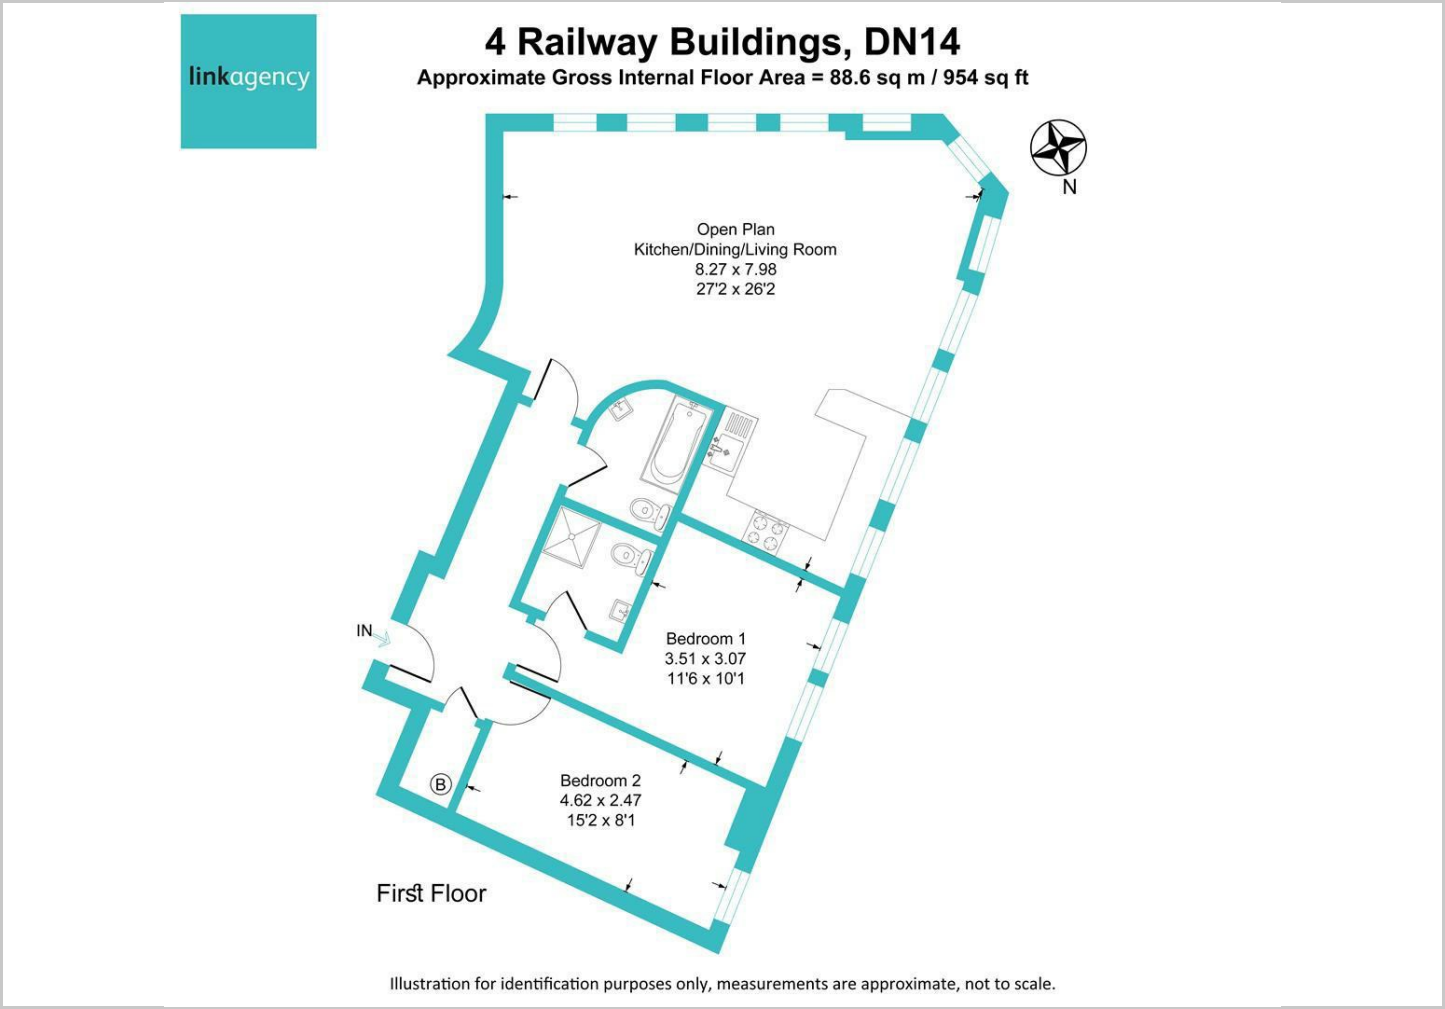 linkagency
4 Railway Buildings, DN14
Approximate Gross Internal Floor Area = 88.6 sq m / 954 sq ft
N
Open Plan
Kitchen/Dining/Living Room
8.27 x 7.98
27'2 x 26'2
IN
Bedroom 1
3.51 x 3.07
11'6 x 10'1
Bedroom 2
4.62 x 2.47
15'2 x 8'1
B
First Floor
Illustration for identification purposes only, measurements are approximate, not to scale.